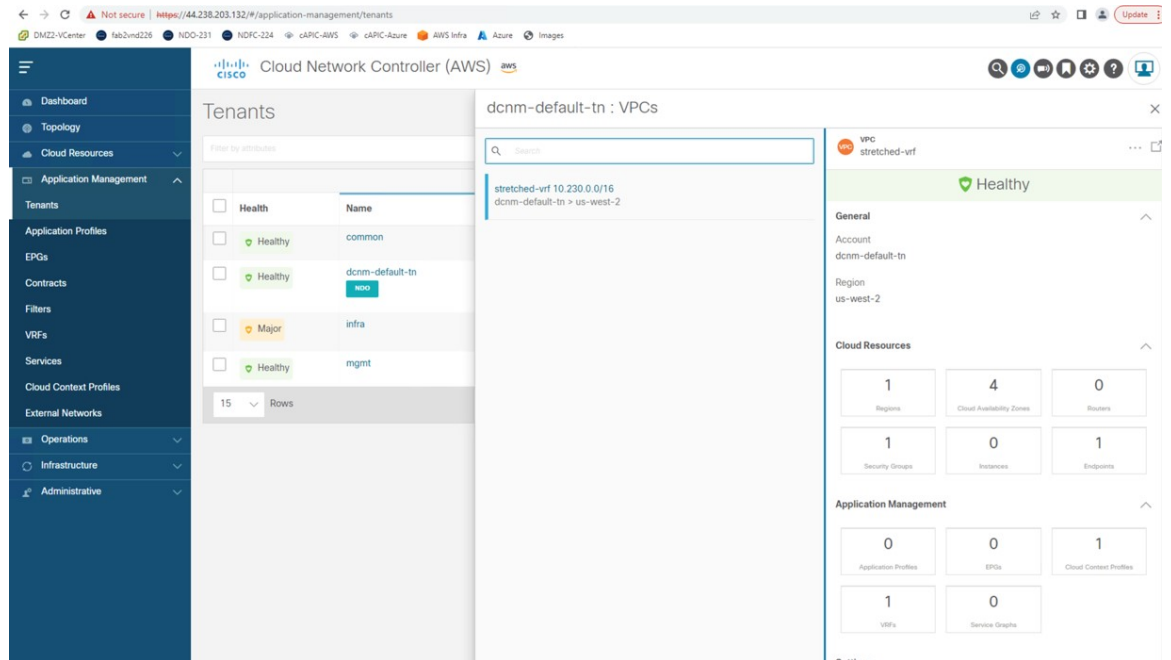 Not secure | https://44.238.203.132/#/application-management/tenants
Update
DMZ2-VCenter fab2vnd226 NDO-231 NDFC-224 cAPIC-AWS cAPIC-Azure AWS Infra Azure Images
CISCO Cloud Network Controller (AWS) aws
Dashboard
Topology
Cloud Resources
Application Management
Tenants
Application Profiles
EPGs
Contracts
Filters
VRFs
Services
Cloud Context Profiles
External Networks
Operations
Infrastructure
Administrative
Tenants
Filter by attributes
Health Name
Healthy common
Healthy dcnm-default-tn
NDO
Major infra
Healthy mgmt
15 Rows
dcnm-default-tn : VPCs
Search
stretched-vrf 10.230.0.0/16
dcnm-default-tn > us-west-2
VPC
VPC
stretched-vrf
Healthy
General
Account
dcnm-default-tn
Region
us-west-2
Cloud Resources
1 4 0
Regions Cloud Availability Zones Routers
1 0 1
Security Groups Instances Endpoints
Application Management
0 0 1
Application Profiles EPGs Cloud Context Profiles
1 0
VRFs Service Graphs